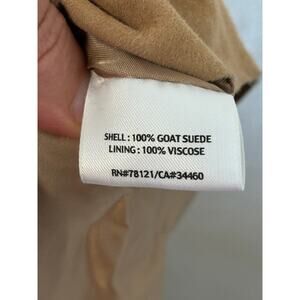 SHELL : 100% GOAT SUEDE
LINING : 100% VISCOSE
RN#78121/CA#34460